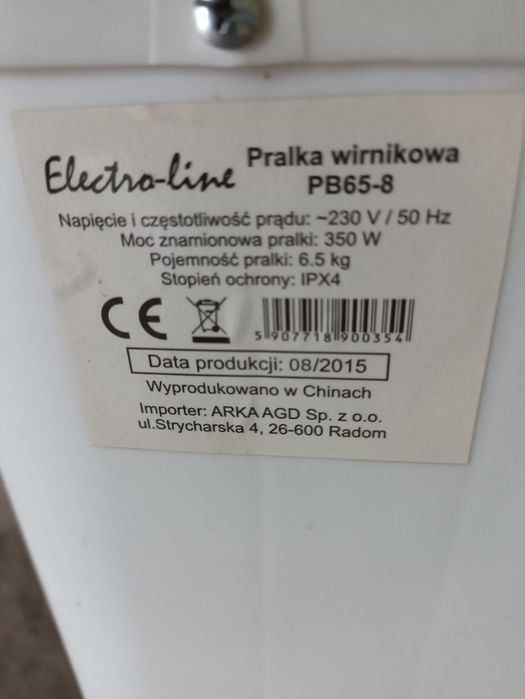 Electro-line
Pralka wirnikowa
PB65-8
Napięcie i częstotliwość prądu: ~230 V / 50 Hz
Moc znamionowa pralki: 350 W
Pojemność pralki: 6.5 kg
Stopień ochrony: IPX4
CE
5 907718 900354
Data produkcji: 08/2015
Wyprodukowano w Chinach
Importer: ARKA AGD Sp. z o.o.
ul.Strycharska 4, 26-600 Radom